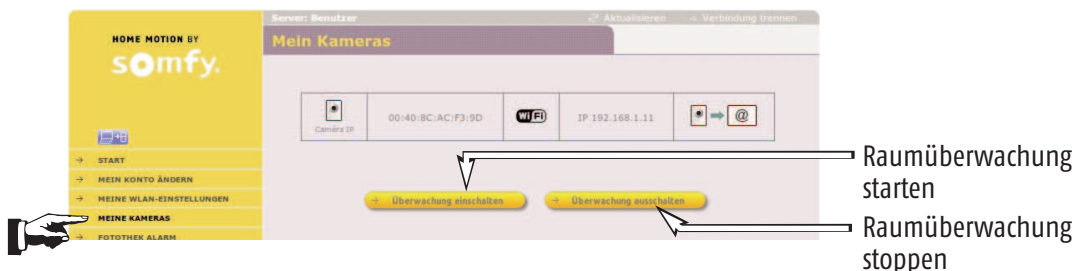 Server: Benutzer
Aktualisieren
Verbindung trennen
HOME MOTION BY
somfy.
Mein Kameras
Camera IP
00:40:8C:AC:F3:9D
WiFi
IP 192.168.1.11
@
START
MEIN KONTO ÄNDERN
MEINE WLAN-EINSTELLUNGEN
MEINE KAMERAS
FOTOTHEK ALARM
Überwachung einschalten
Überwachung ausschalten
Raumüberwachung
starten
Raumüberwachung
stoppen